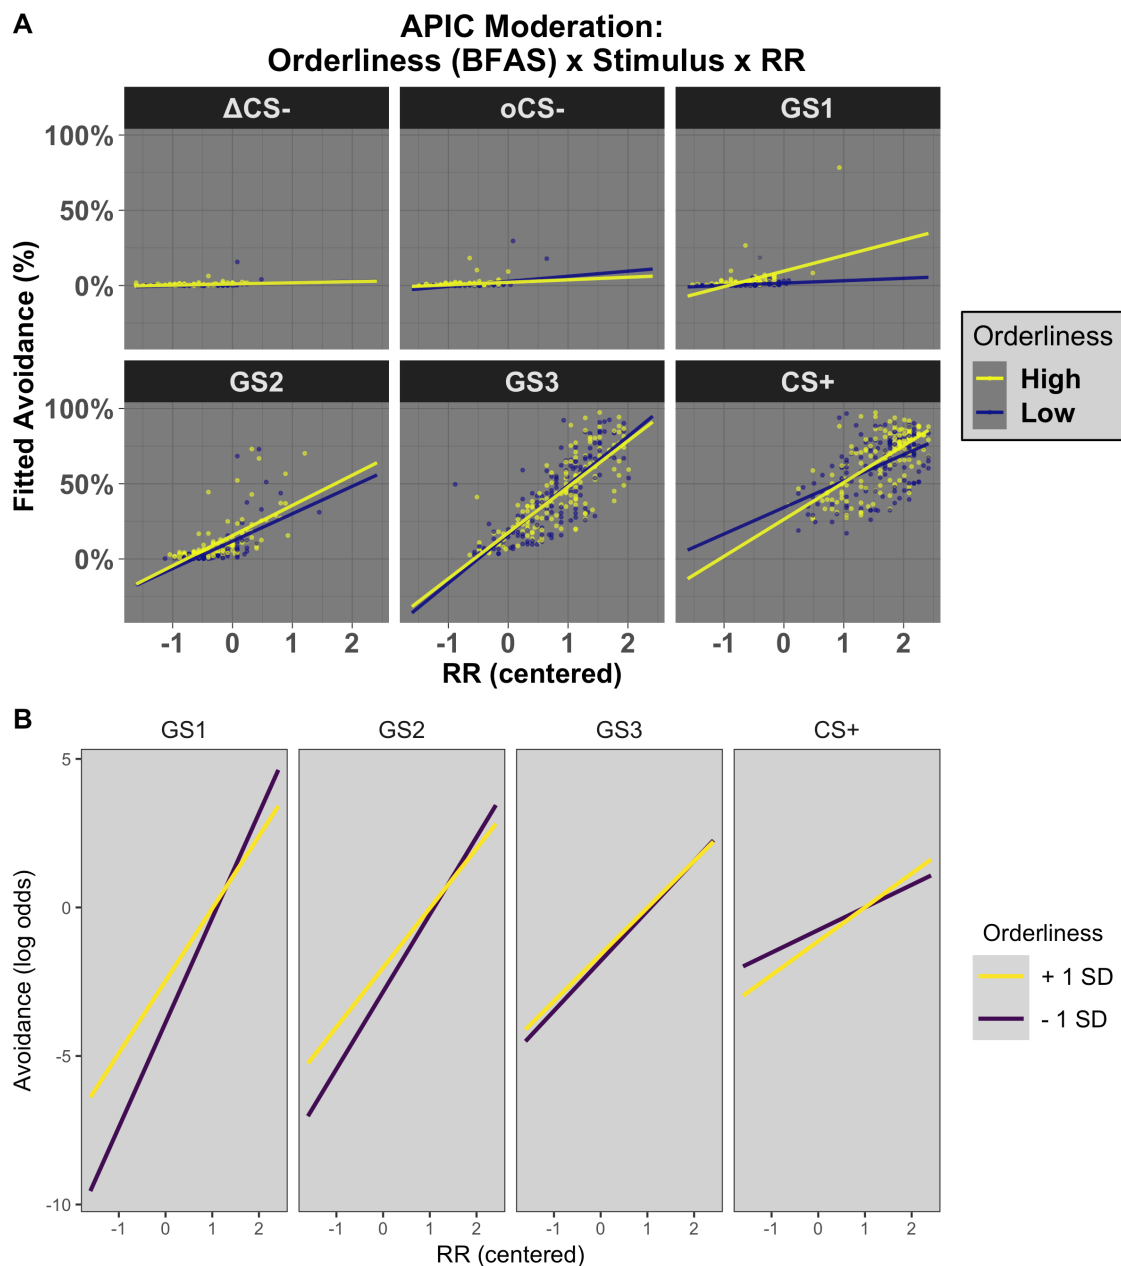 A
APIC Moderation:
Orderliness (BFAS) x Stimulus x RR
ΔCS-
oCS-
GS1
100%
50%
0%
GS2
GS3
CS+
100%
50%
0%
Fitted Avoidance (%)
-1 0 1 2
-1 0 1 2
-1 0 1 2
RR (centered)
Orderliness
High
Low
B
GS1
GS2
GS3
CS+
5
0
-5
-10
Avoidance (log odds)
-1 0 1 2
-1 0 1 2
-1 0 1 2
-1 0 1 2
RR (centered)
Orderliness
+ 1 SD
- 1 SD